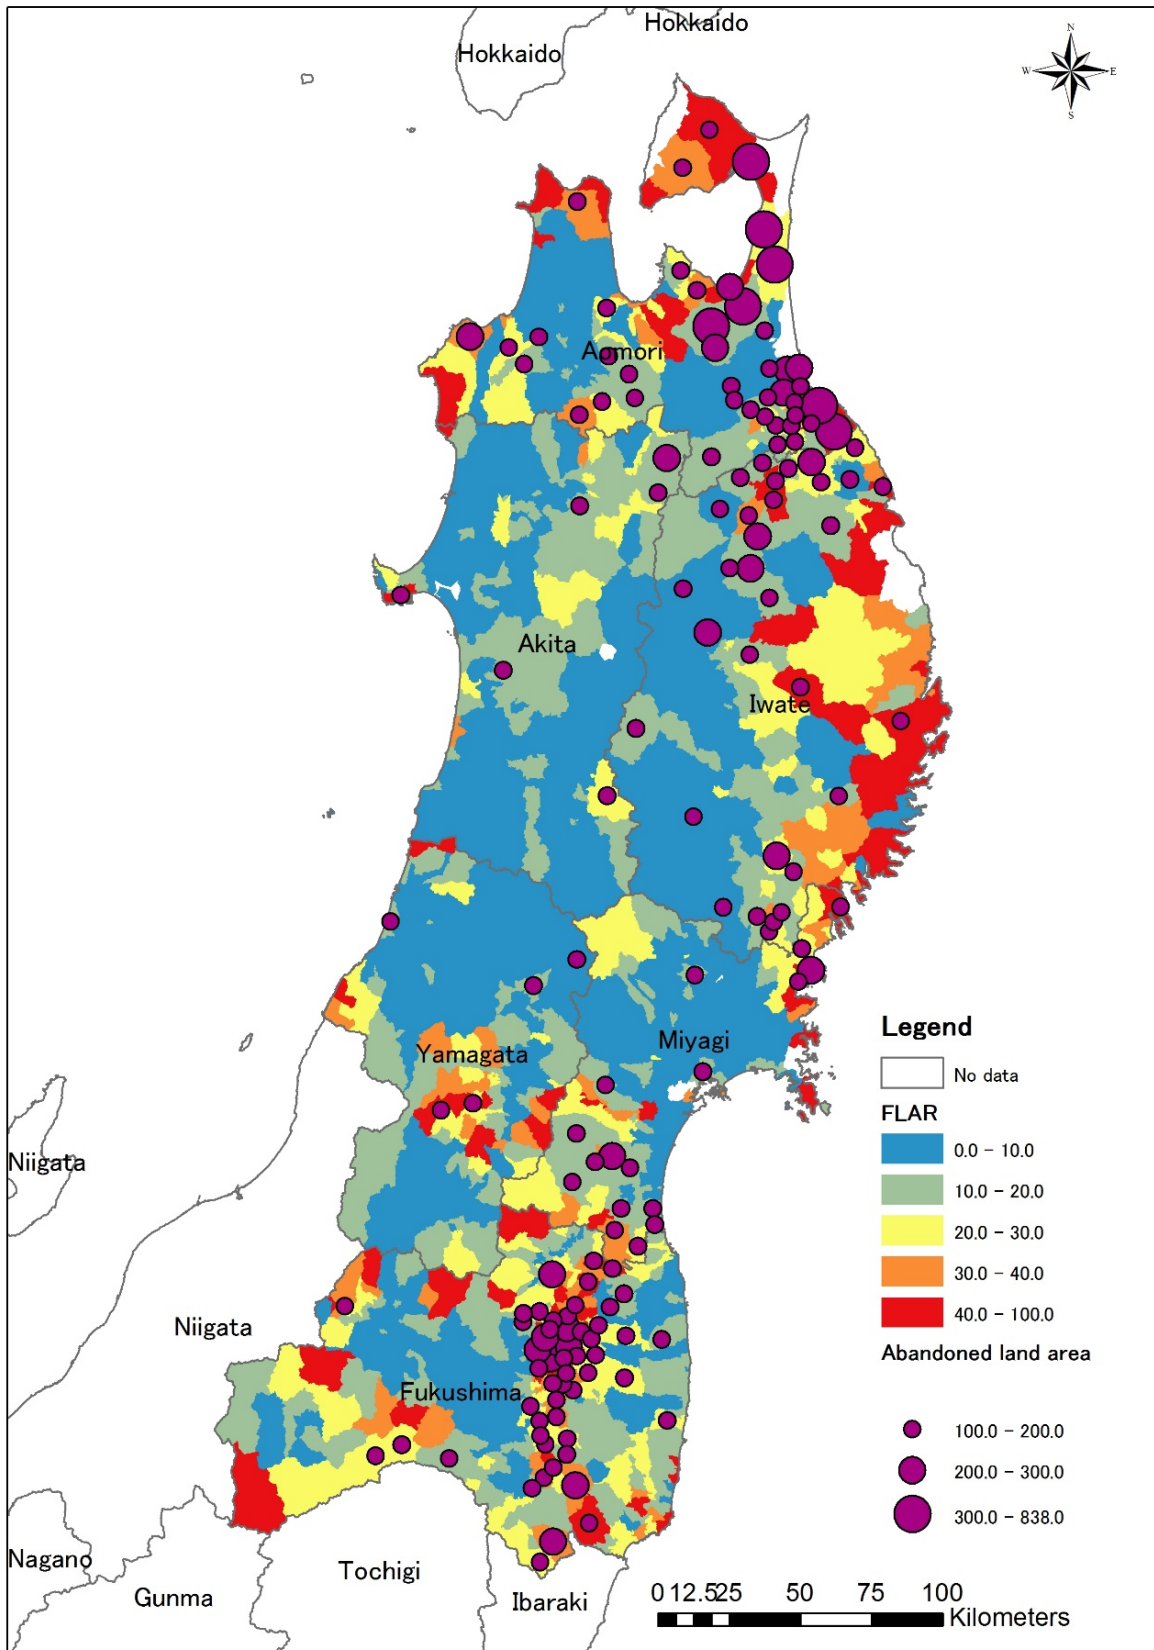 Hokkaido
Hokkaido
N
W E
S
Aomori
Akita
Iwate
Yamagata
Miyagi
Niigata
Niigata
Fukushima
Nagano
Gunma
Tochigi
Ibaraki
Legend
No data
FLAR
0.0 – 10.0
10.0 – 20.0
20.0 – 30.0
30.0 – 40.0
40.0 – 100.0
Abandoned land area
100.0 – 200.0
200.0 – 300.0
300.0 – 838.0
0 12.525 50 75 100
Kilometers